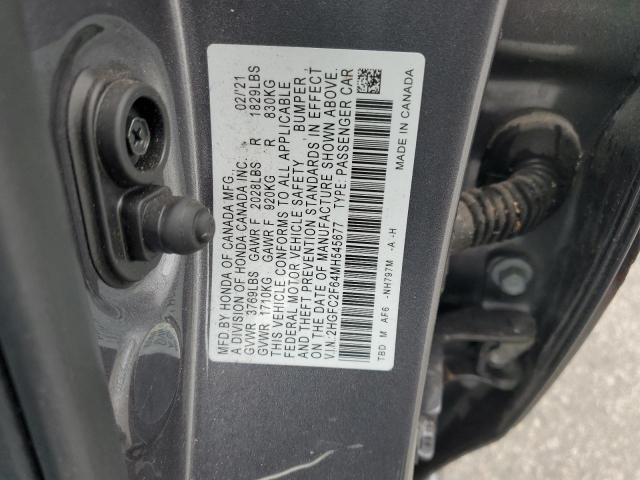 MFD.BY HONDA OF CANADA MFG. 02/'21
A DIVISION OF HONDA CANADA INC.
GVWR 3769LBS GAWR F 2028LBS R 1829LBS
GVWR 1710KG GAWR F 920KG R 830KG
THIS VEHICLE CONFORMS TO ALL APPLICABLE
FEDERAL MOTOR VEHICLE SAFETY BUMPER
AND THEFT PREVENTION STANDARDS IN EFFECT
ON THE DATE OF MANUFACTURE SHOWN ABOVE.
V.I.N.:2HGFC2F64MH545677 TYPE: PASSENGER CAR
TBD M AF6 -NH797M -A -H MADE IN CANADA